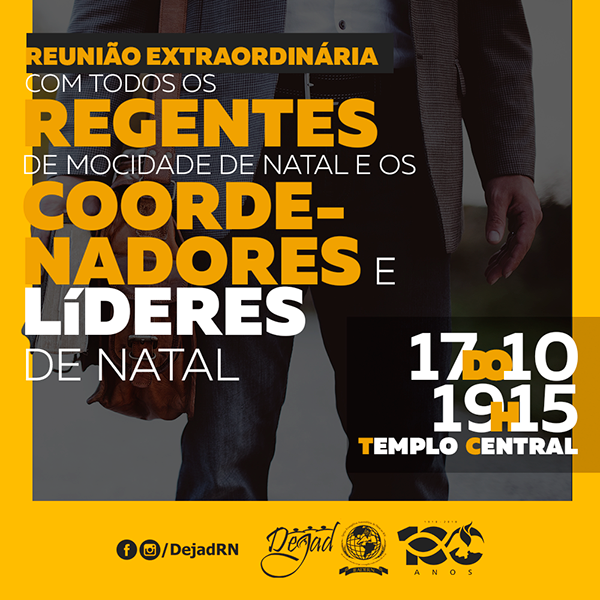 REUNIÃO EXTRAORDINÁRIA
COM TODOS OS
REGENTES
DE MOCIDADE DE NATAL E OS
COORDE-
NADORES E
LÍDERES
DE NATAL
17DO10
19H15
TEMPLO CENTRAL
/DejadRN
Dejad
100
ANOS